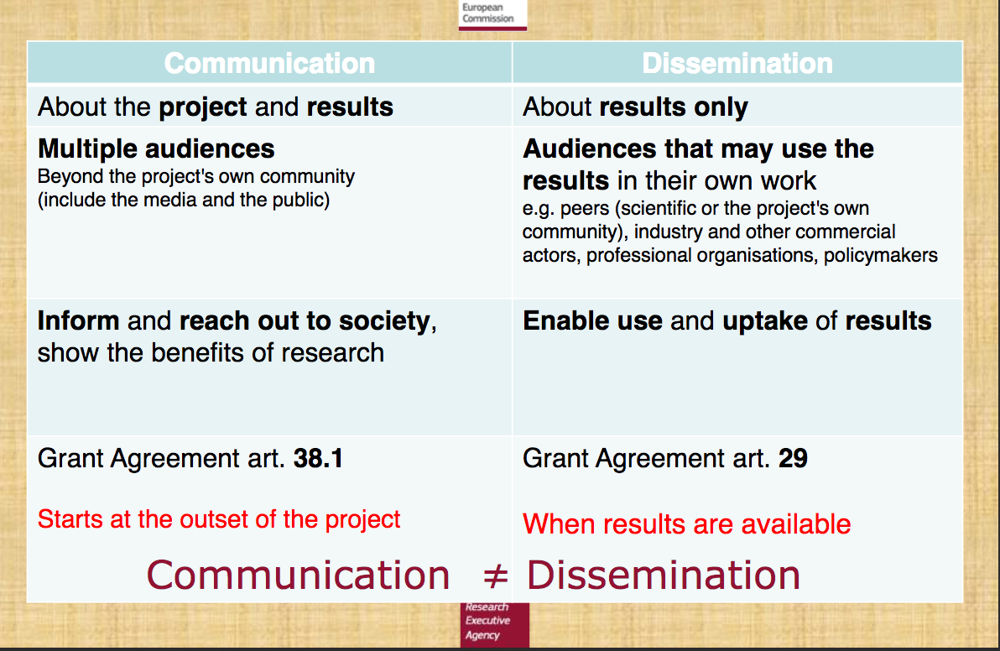 European
Commission
Communication
Dissemination
About the project and results
About results only
Multiple audiences
Beyond the project's own community
(include the media and the public)
Audiences that may use the
results in their own work
e.g. peers (scientific or the project's own
community), industry and other commercial
actors, professional organisations, policymakers
Inform and reach out to society,
show the benefits of research
Enable use and uptake of results
Grant Agreement art. 38.1
Starts at the outset of the project
Grant Agreement art. 29
When results are available
Communication ≠ Dissemination
Research
Executive
Agency